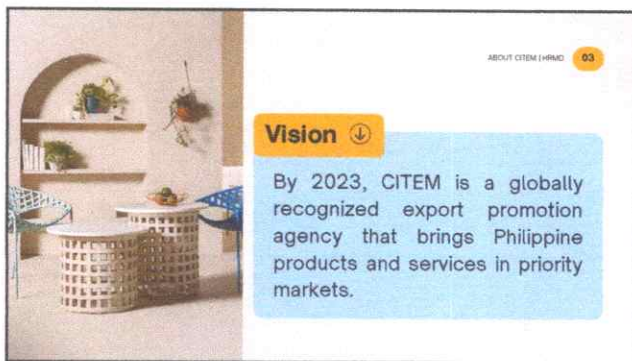 ABOUT CITEM | HRMD 03
Vision
By 2023, CITEM is a globally
recognized export promotion
agency that brings Philippine
products and services in priority
markets.